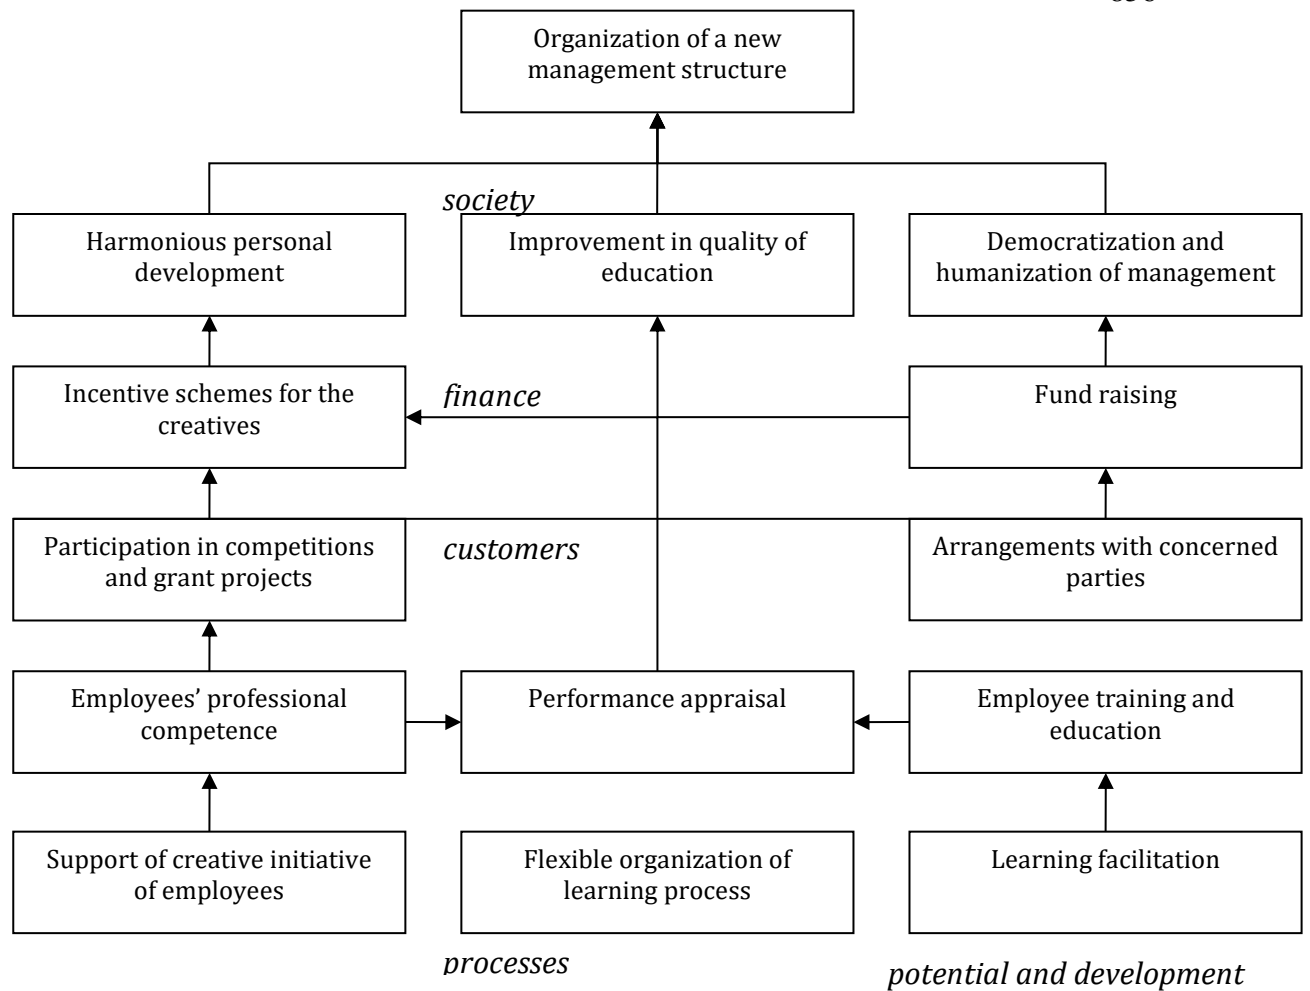 Organization of a new
management structure
society
Harmonious personal
development
Improvement in quality of
education
Democratization and
humanization of management
Incentive schemes for the
creatives
finance
Fund raising
Participation in competitions
and grant projects
customers
Arrangements with concerned
parties
Employees’ professional
competence
Performance appraisal
Employee training and
education
Support of creative initiative
of employees
Flexible organization of
learning process
Learning facilitation
processes
potential and development